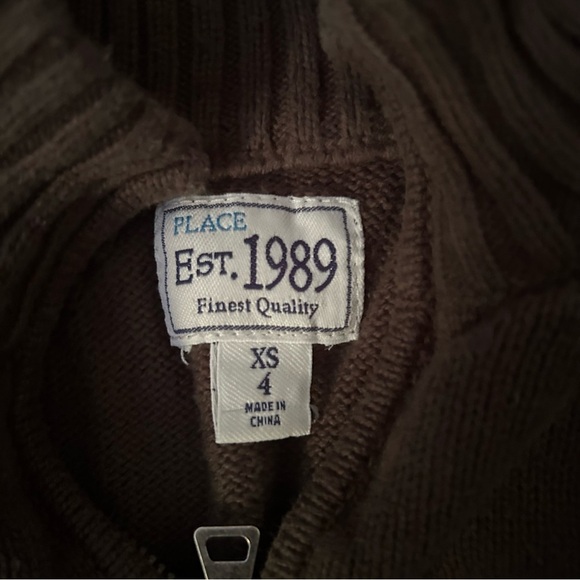 PLACE
EST. 1989
Finest Quality
XS
4
MADE IN
CHINA